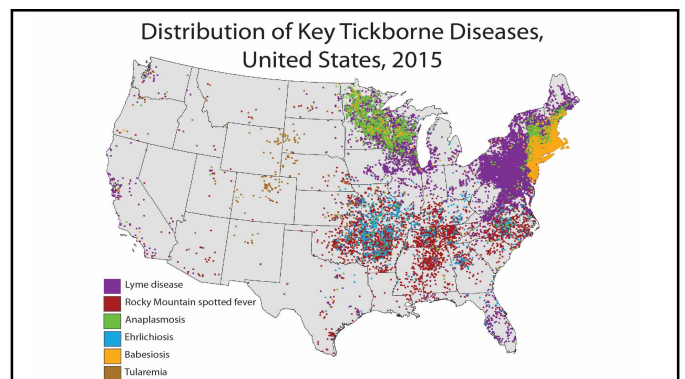 Distribution of Key Tickborne Diseases,
United States, 2015
Lyme disease
Rocky Mountain spotted fever
Anaplasmosis
Ehrlichiosis
Babesiosis
Tularemia